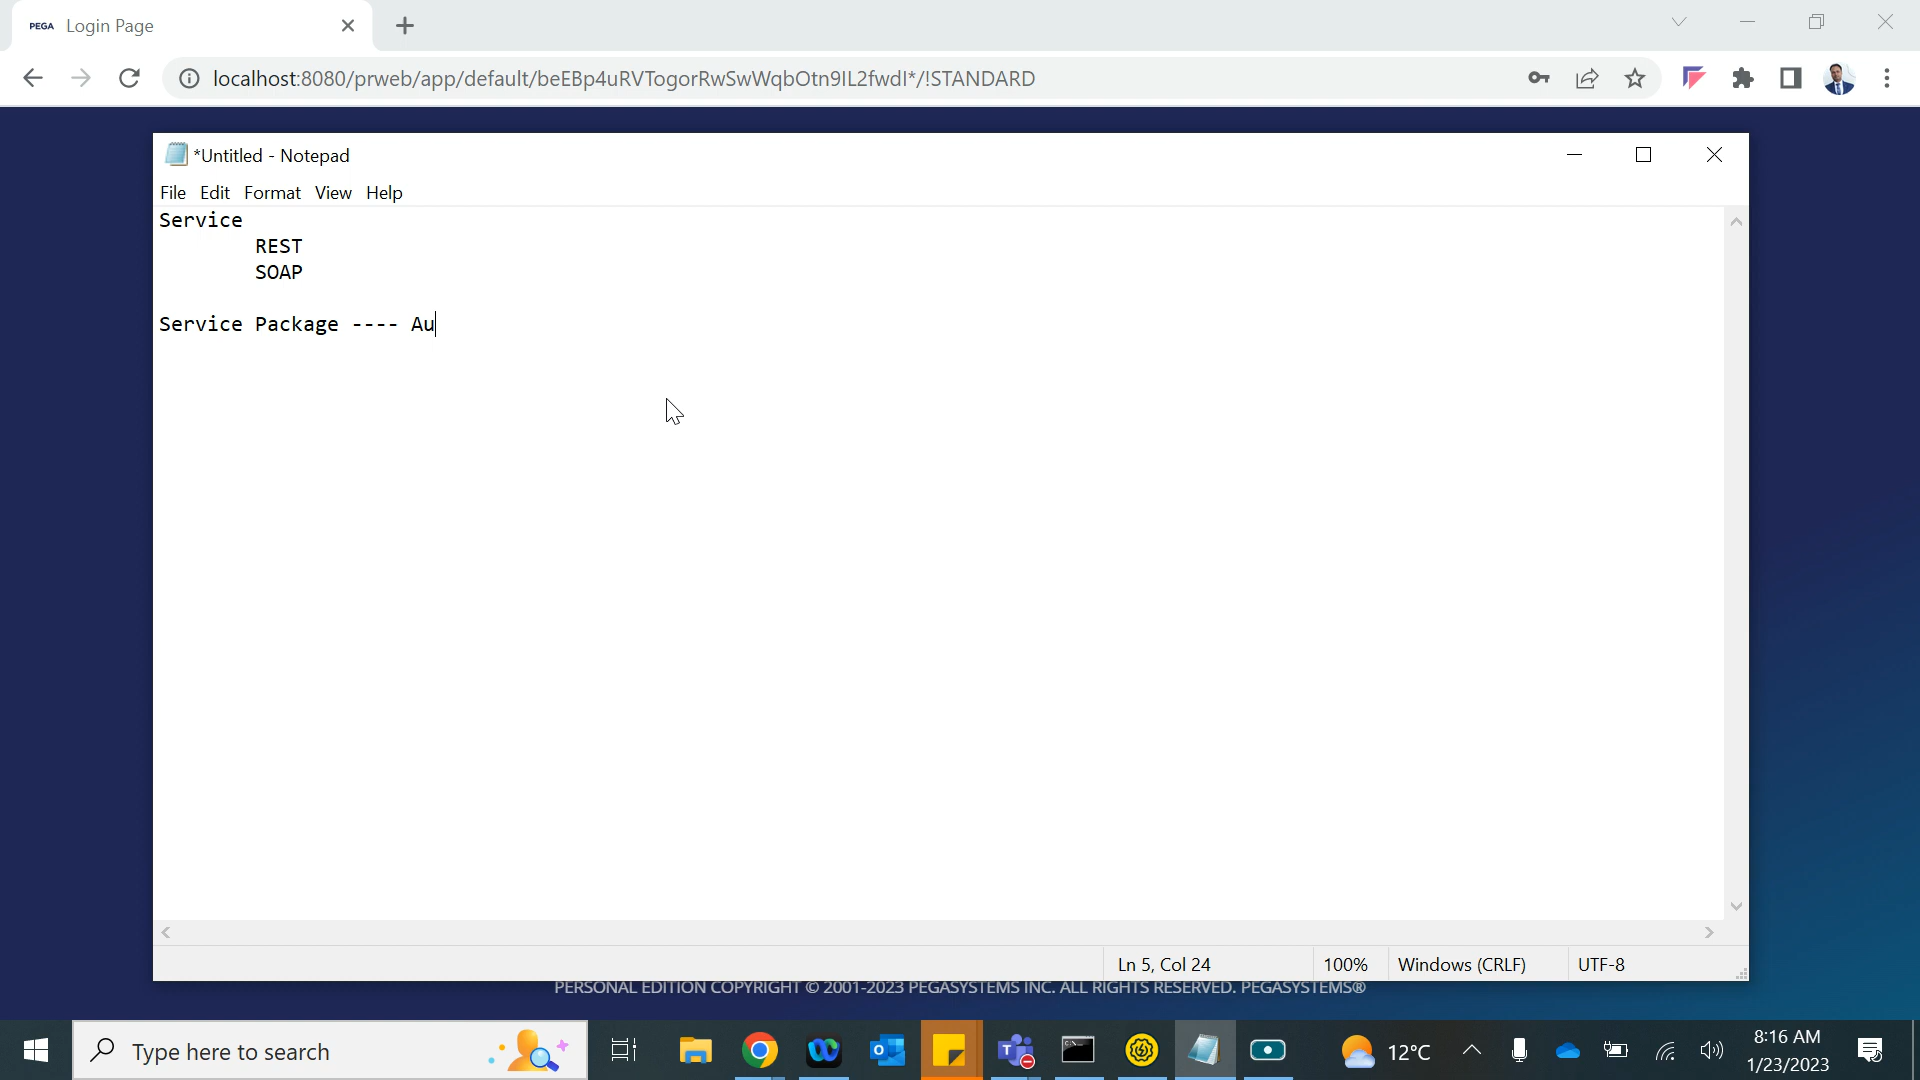 PEGA Login Page
localhost:8080/prweb/app/default/beEBp4uRVTogorRwSwWqbOtn9IL2fwdI*/!STANDARD
*Untitled - Notepad
File Edit Format View Help
Service
REST
SOAP
Service Package ---- Au
Ln 5, Col 24 100% Windows (CRLF) UTF-8
PERSONAL EDITION COPYRIGHT © 2001-2023 PEGASYSTEMS INC. ALL RIGHTS RESERVED. PEGASYSTEMS®
Type here to search 12°C 8:16 AM
1/23/2023